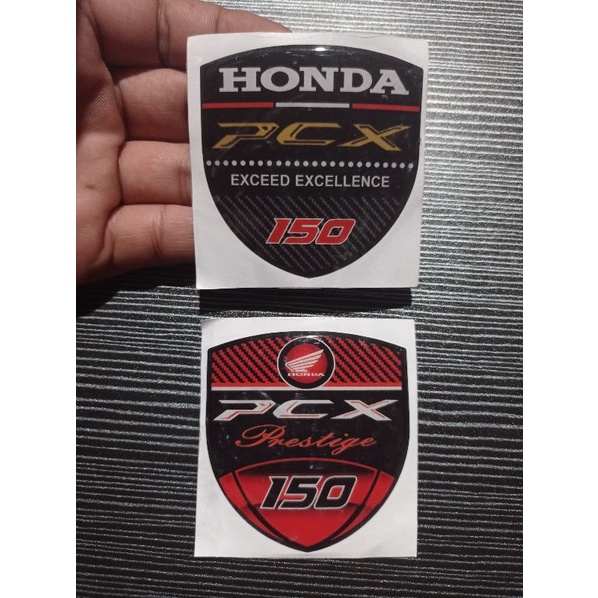 HONDA
PCX
EXCEED EXCELLENCE
150
HONDA
PCX
Prestige
150